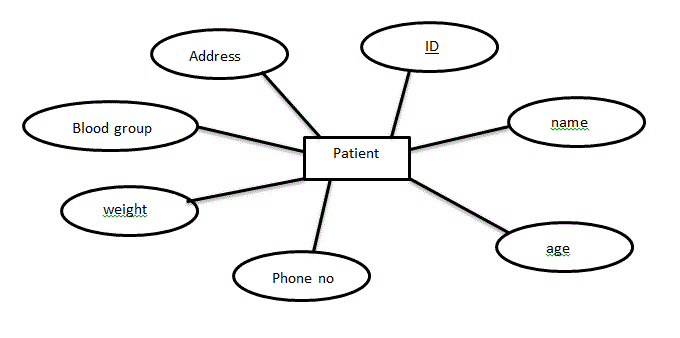 Address
ID
Blood group
name
Patient
weight
age
Phone no